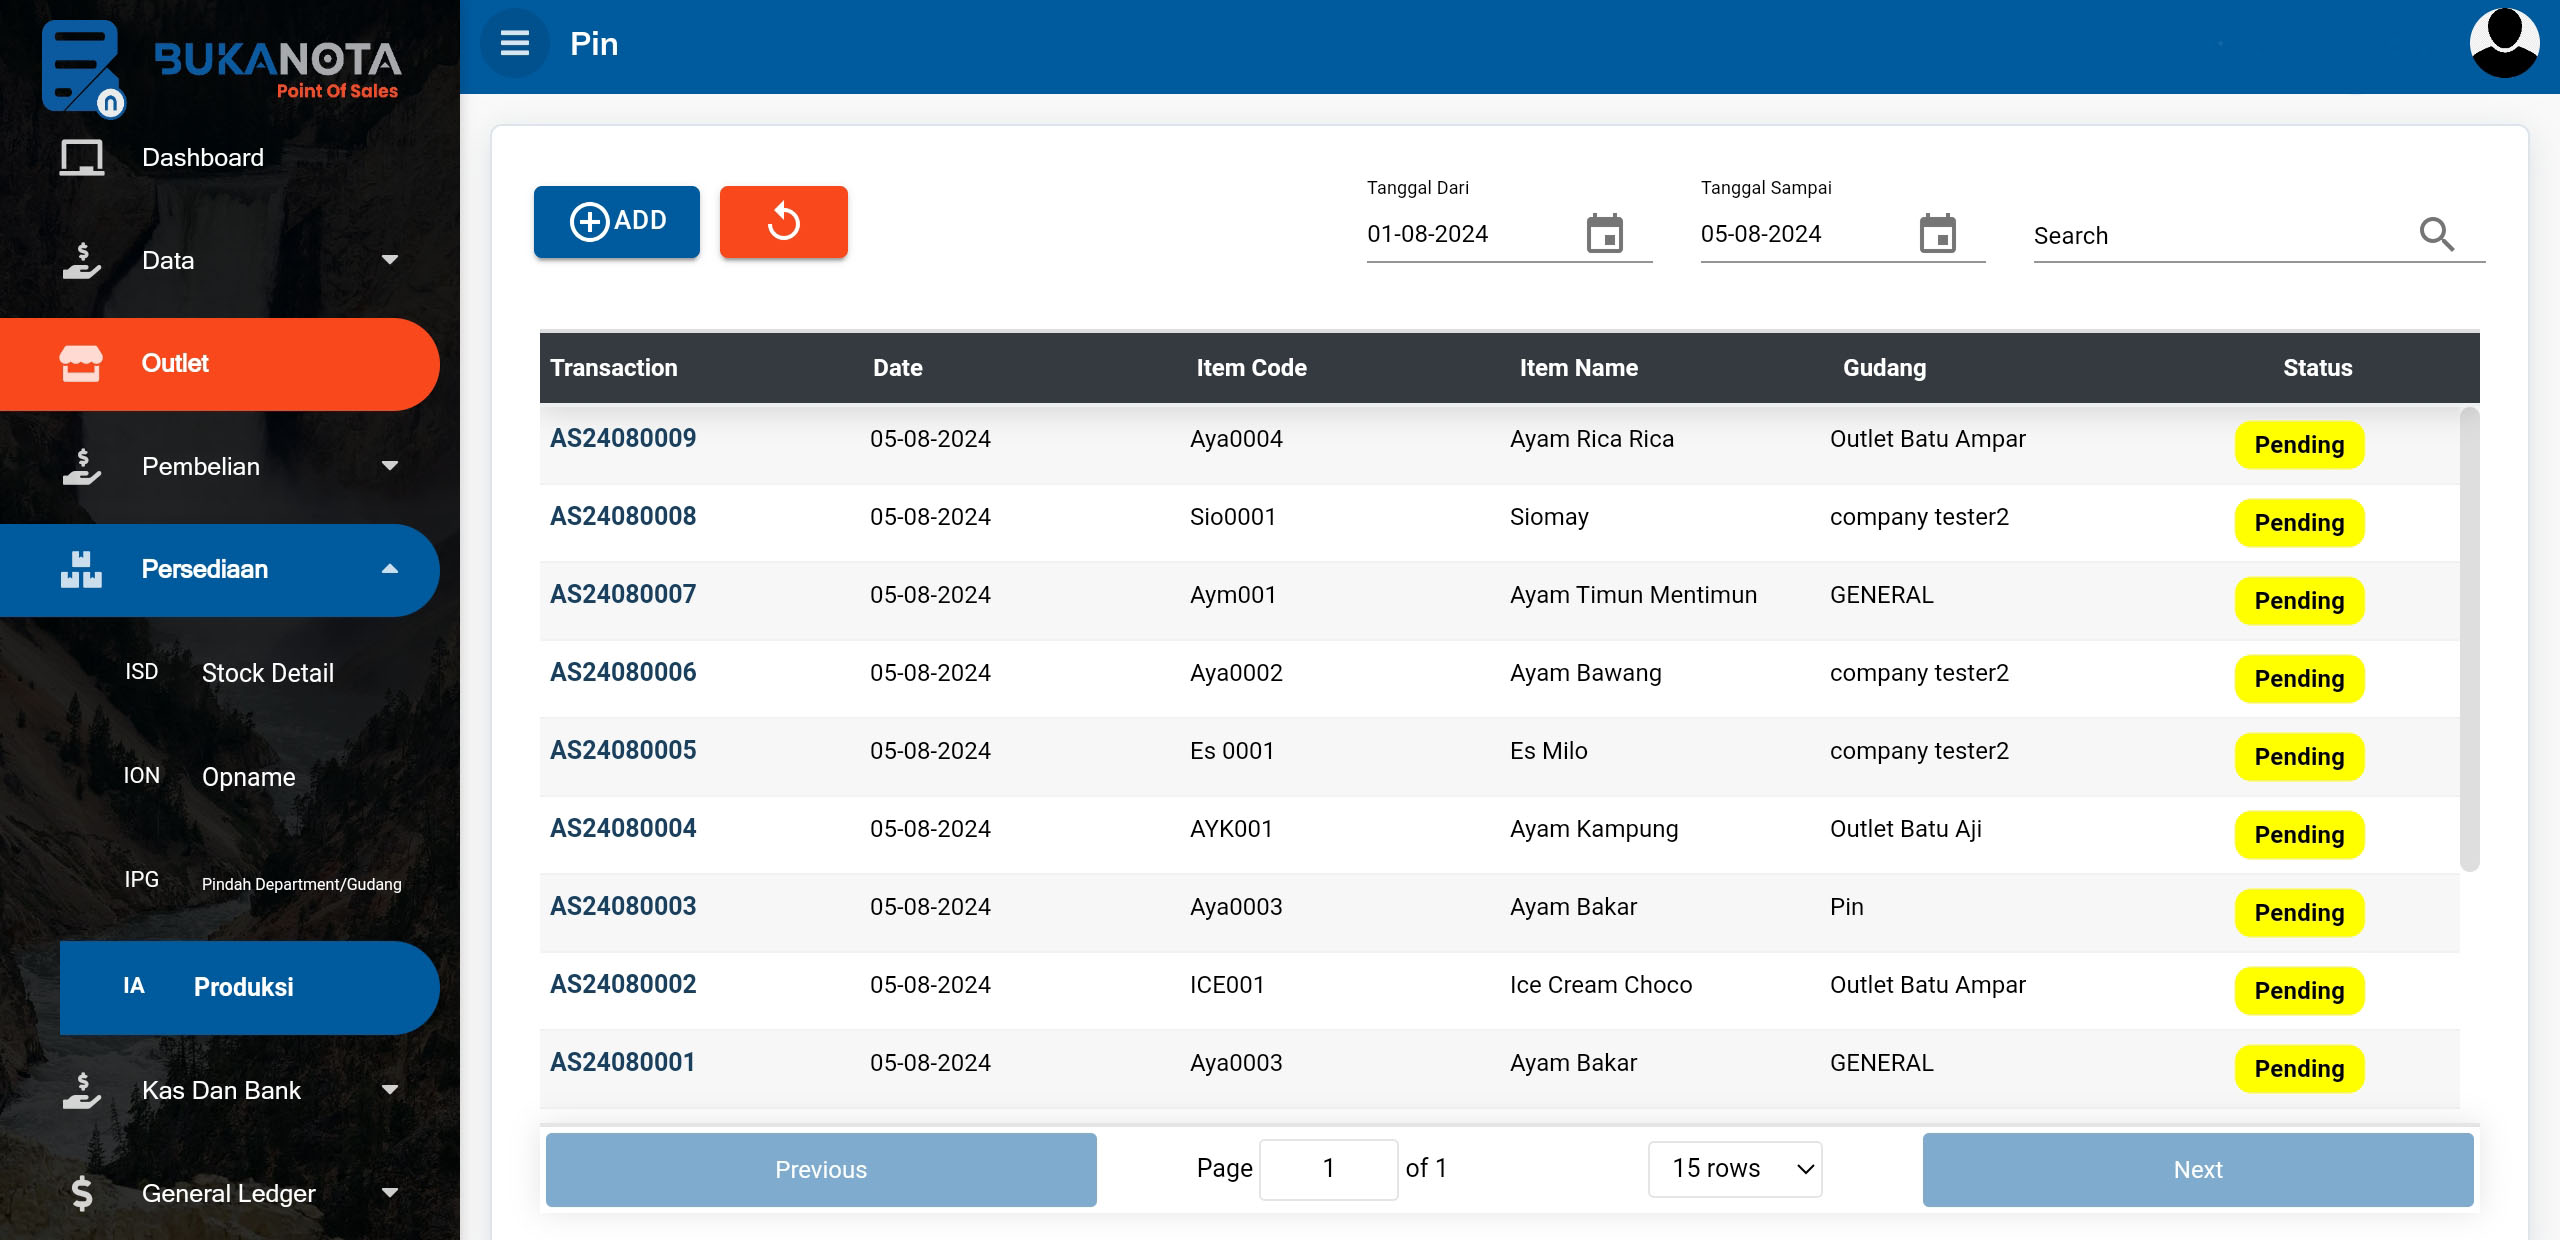 BUKANOTA
Point Of Sales
n
Dashboard
Data
Outlet
Pembelian
Persediaan
ISD Stock Detail
ION Opname
IPG Pindah Department/Gudang
IA Produksi
Kas Dan Bank
General Ledger
Pin
ADD
Tanggal Dari
01-08-2024
Tanggal Sampai
05-08-2024
Search
Transaction Date Item Code Item Name Gudang Status
AS24080009 05-08-2024 Aya0004 Ayam Rica Rica Outlet Batu Ampar Pending
AS24080008 05-08-2024 Sio0001 Siomay company tester2 Pending
AS24080007 05-08-2024 Aym001 Ayam Timun Mentimun GENERAL Pending
AS24080006 05-08-2024 Aya0002 Ayam Bawang company tester2 Pending
AS24080005 05-08-2024 Es 0001 Es Milo company tester2 Pending
AS24080004 05-08-2024 AYK001 Ayam Kampung Outlet Batu Aji Pending
AS24080003 05-08-2024 Aya0003 Ayam Bakar Pin Pending
AS24080002 05-08-2024 ICE001 Ice Cream Choco Outlet Batu Ampar Pending
AS24080001 05-08-2024 Aya0003 Ayam Bakar GENERAL Pending
Previous Page 1 of 1 15 rows Next